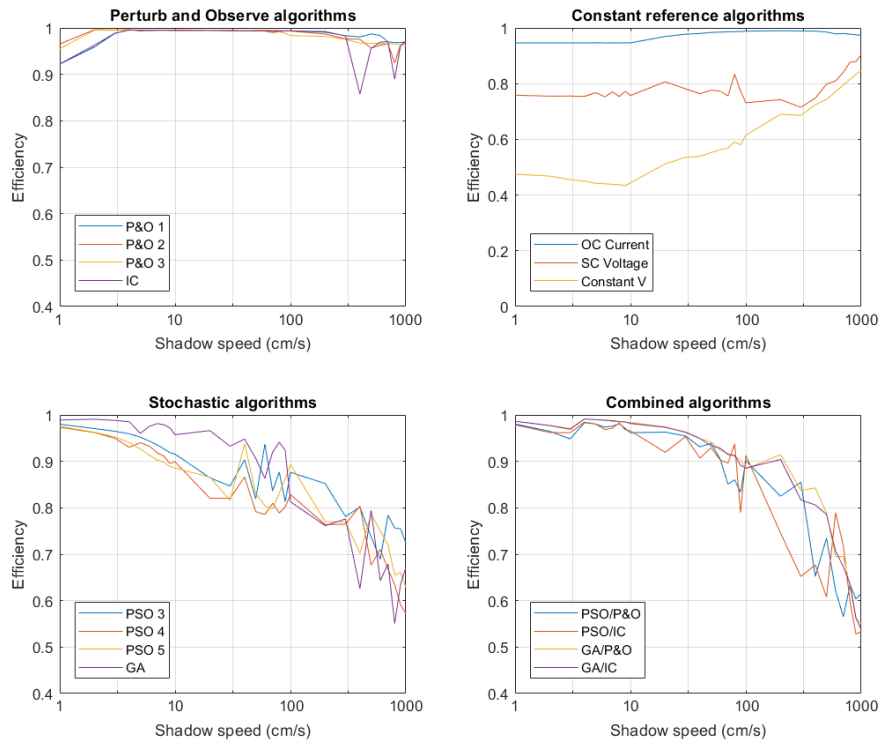 Perturb and Observe algorithms
1
0.9
0.8
0.7
0.6
0.5
0.4
Efficiency
P&O 1
P&O 2
P&O 3
IC
1 10 100 1000
Shadow speed (cm/s)
Constant reference algorithms
1
0.8
0.6
0.4
0.2
0
Efficiency
OC Current
SC Voltage
Constant V
1 10 100 1000
Shadow speed (cm/s)
Stochastic algorithms
1
0.9
0.8
0.7
0.6
0.5
0.4
Efficiency
PSO 3
PSO 4
PSO 5
GA
1 10 100 1000
Shadow speed (cm/s)
Combined algorithms
1
0.9
0.8
0.7
0.6
0.5
0.4
Efficiency
PSO/P&O
PSO/IC
GA/P&O
GA/IC
1 10 100 1000
Shadow speed (cm/s)